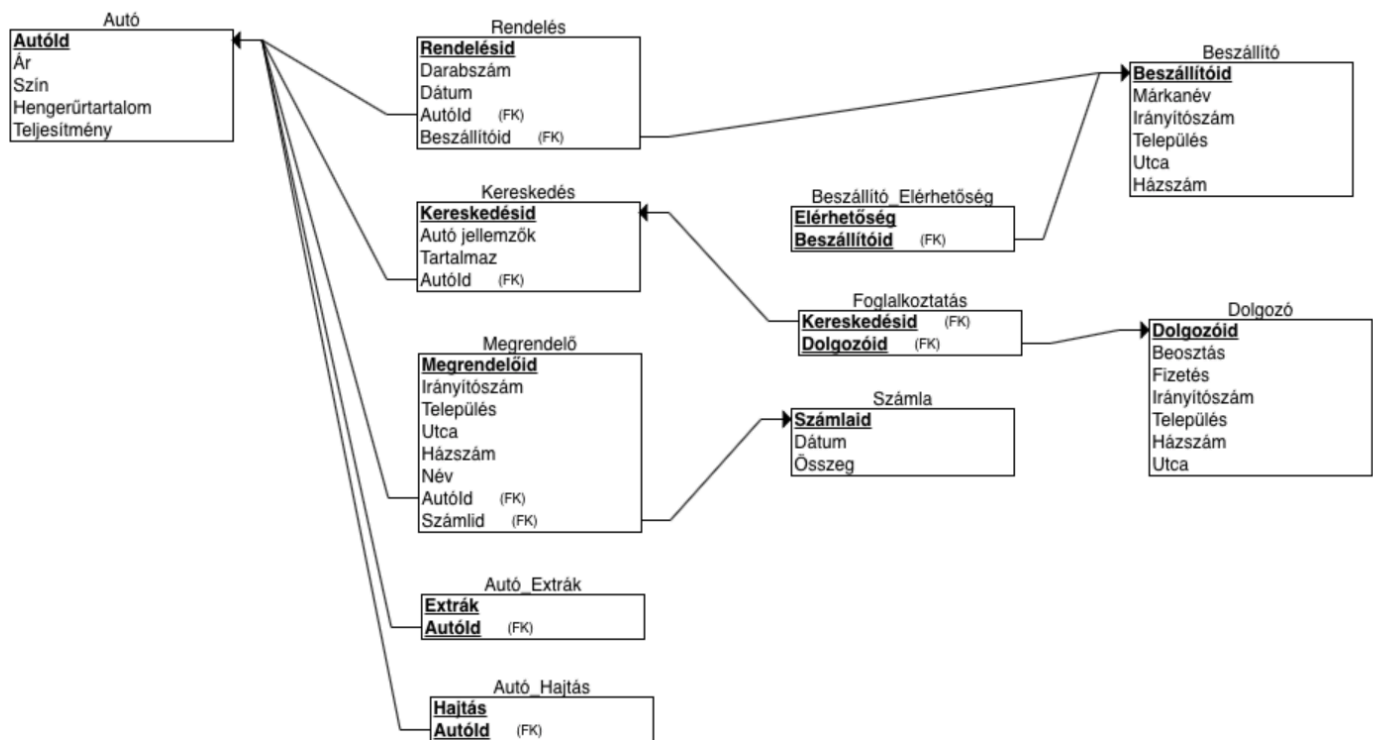 Autó
AutóId
Ár
Szín
Hengerűrtartalom
Teljesítmény
Rendelés
Rendelésid
Darabszám
Dátum
AutóId (FK)
Beszállítóid (FK)
Beszállító
Beszállítóid
Márkanév
Irányítószám
Település
Utca
Házszám
Kereskedés
Kereskedésid
Autó jellemzők
Tartalmaz
AutóId (FK)
Beszállító_Elérhetőség
Elérhetőség
Beszállítóid (FK)
Foglalkoztatás
Kereskedésid (FK)
Dolgozóid (FK)
Dolgozó
Dolgozóid
Beosztás
Fizetés
Irányítószám
Település
Házszám
Utca
Megrendelő
Megrendelőid
Irányítószám
Település
Utca
Házszám
Név
AutóId (FK)
Számlid (FK)
Számla
Számlaid
Dátum
Összeg
Autó_Extrák
Extrák
AutóId (FK)
Autó_Hajtás
Hajtás
AutóId (FK)